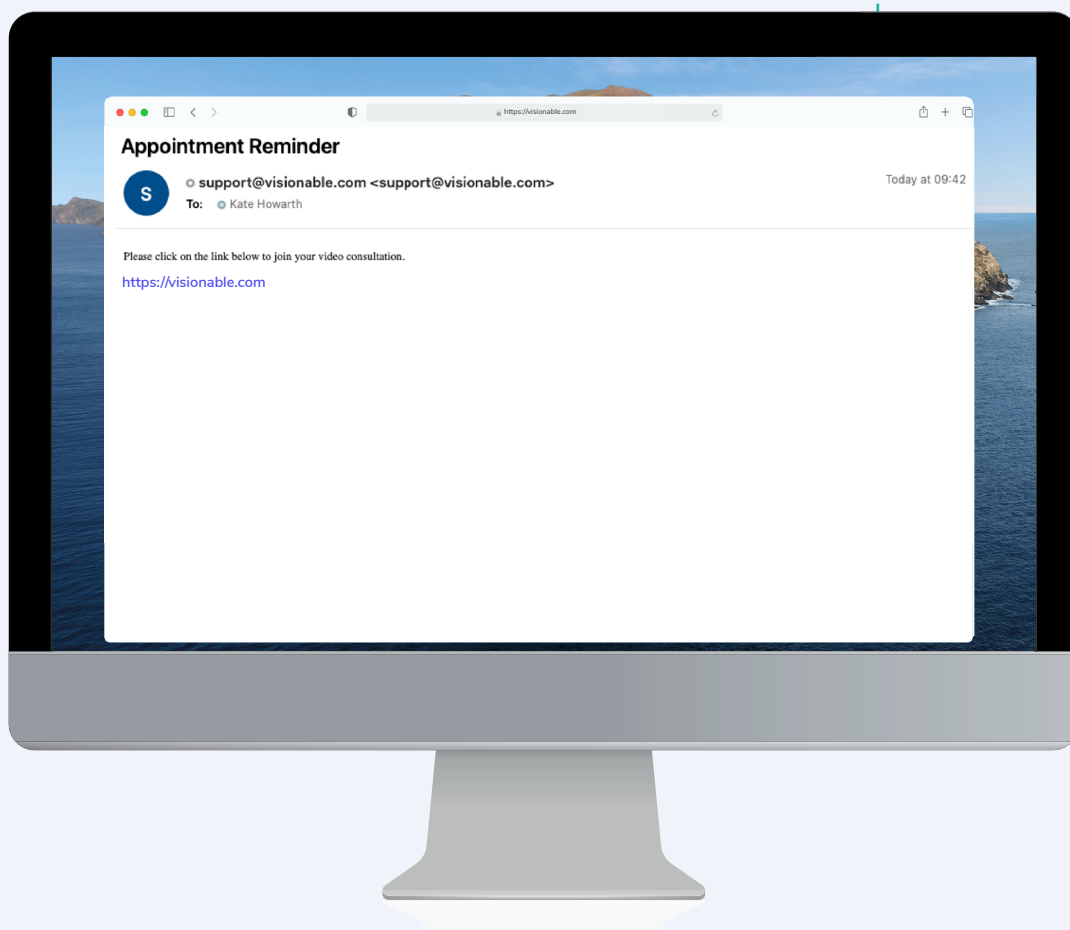 https://visionable.com
Appointment Reminder
S
support@visionable.com <support@visionable.com>
Today at 09:42
To: Kate Howarth
Please click on the link below to join your video consultation.
https://visionable.com